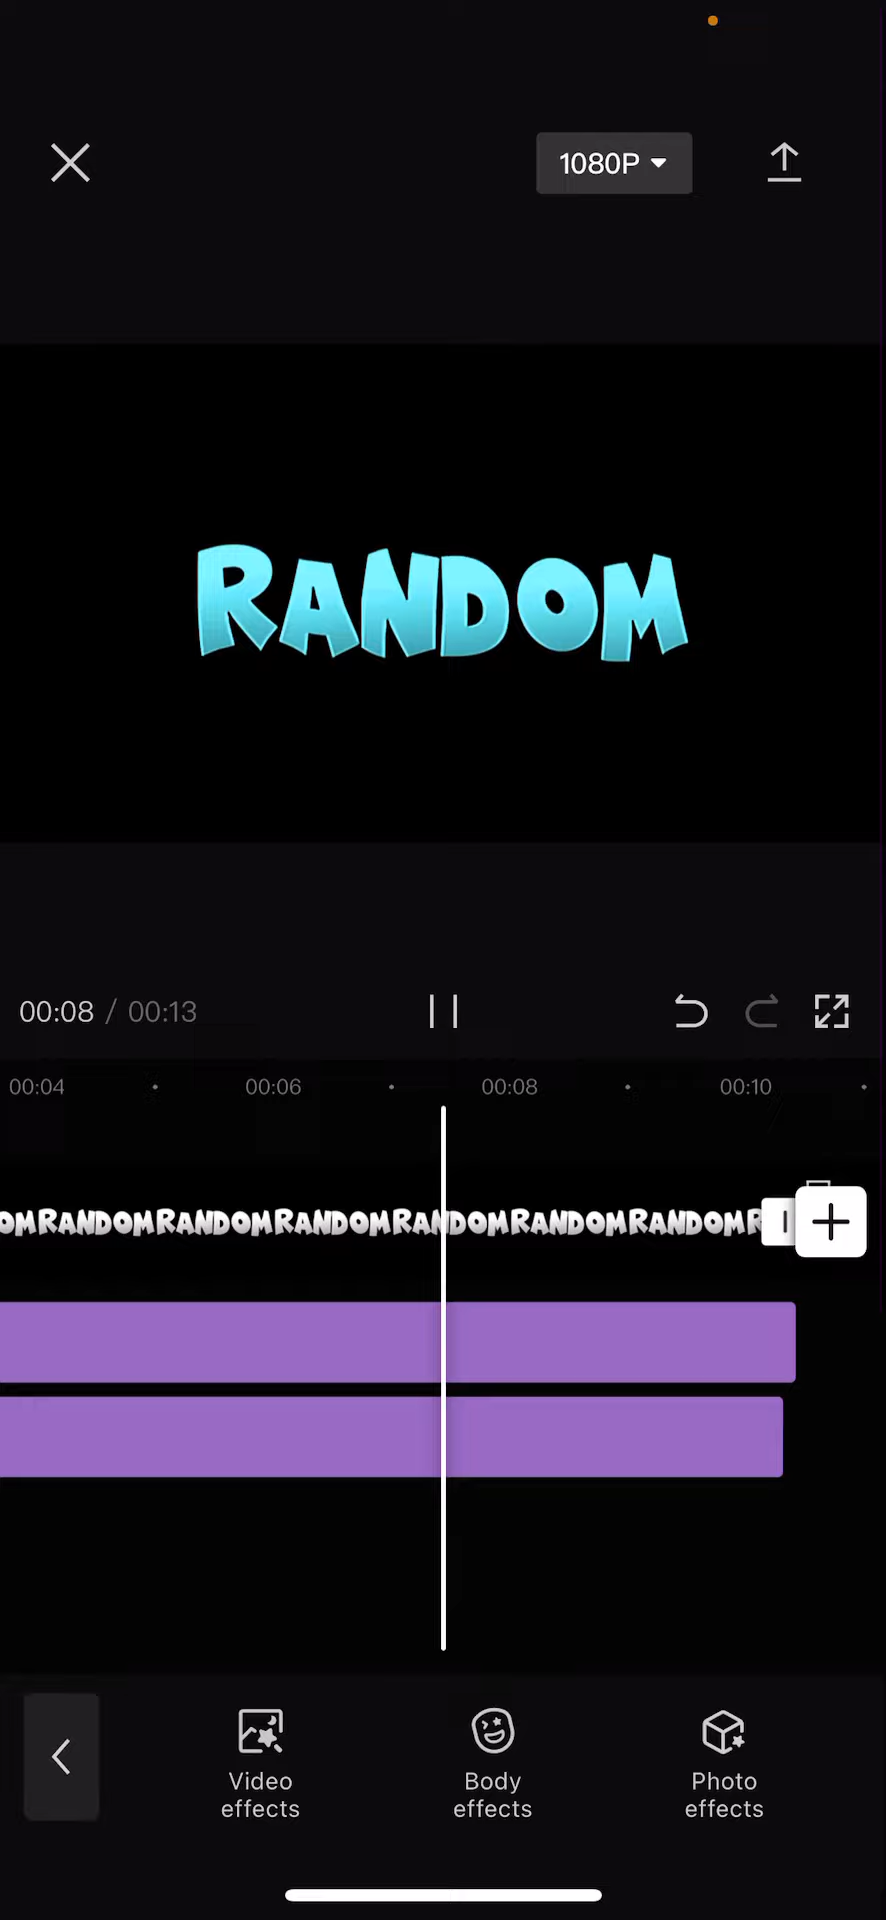 1080P
RANDOM
00:08 / 00:13
00:04 00:06 00:08 00:10
OMRANDOMRANDOMRANDOMRANDOMRANDOMRANDOMR
Video effects
Body effects
Photo effects